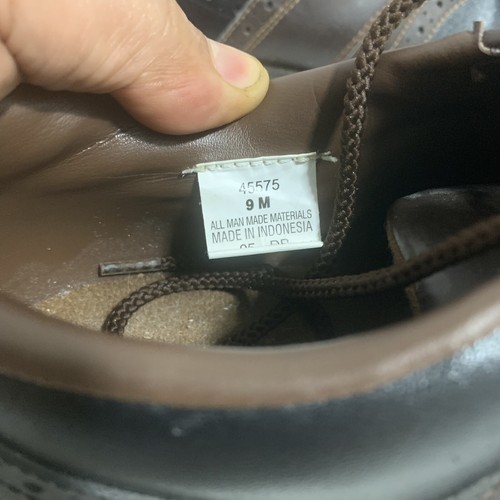 45575
9 M
ALL MAN MADE MATERIALS
MADE IN INDONESIA